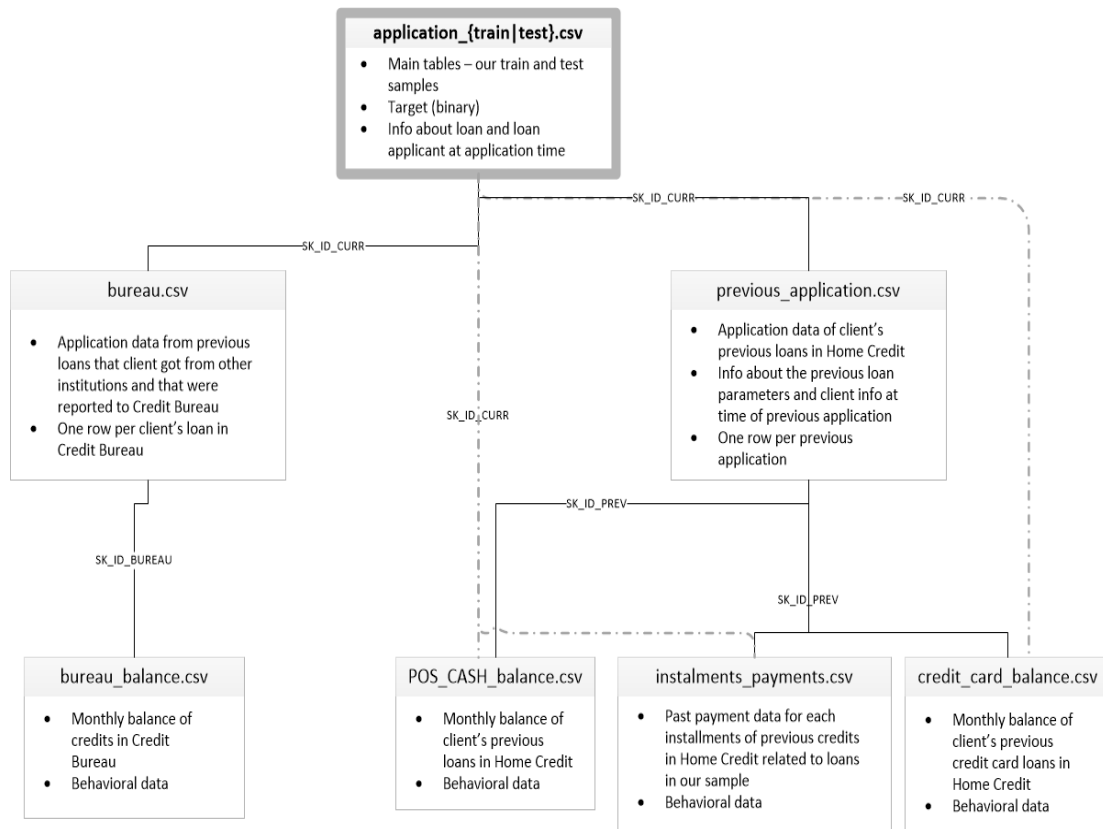 application_{train|test}.csv
• Main tables – our train and test
samples
• Target (binary)
• Info about loan and loan
applicant at application time
SK_ID_CURR
SK_ID_CURR
SK_ID_CURR
bureau.csv
• Application data from previous
loans that client got from other
institutions and that were
reported to Credit Bureau
• One row per client's loan in
Credit Bureau
previous_application.csv
• Application data of client's
previous loans in Home Credit
• Info about the previous loan
parameters and client info at
time of previous application
• One row per previous
application
SK_ID_CURR
SK_ID_PREV
SK_ID_BUREAU
SK_ID_PREV
bureau_balance.csv
• Monthly balance of
credits in Credit
Bureau
• Behavioral data
POS_CASH_balance.csv
• Monthly balance of
client's previous
loans in Home Credit
• Behavioral data
instalments_payments.csv
• Past payment data for each
installments of previous credits
in Home Credit related to loans
in our sample
• Behavioral data
credit_card_balance.csv
• Monthly balance of
client's previous
credit card loans in
Home Credit
• Behavioral data